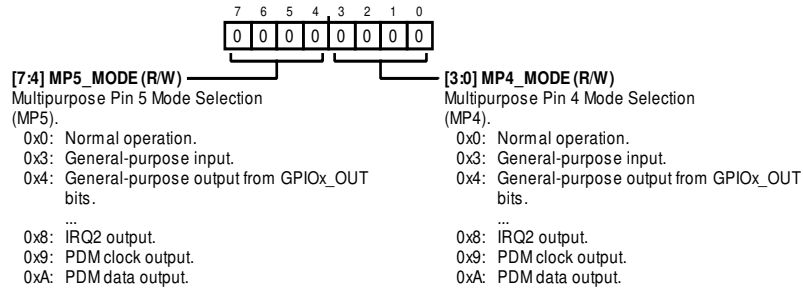 7 6 5 4 3 2 1 0
0 0 0 0 0 0 0 0
[7:4] MP5_MODE (R/W)
Multipurpose Pin 5 Mode Selection
(MP5).
0x0: Normal operation.
0x3: General-purpose input.
0x4: General-purpose output from GPIOx_OUT
bits.
...
0x8: IRQ2 output.
0x9: PDM clock output.
0xA: PDM data output.
[3:0] MP4_MODE (R/W)
Multipurpose Pin 4 Mode Selection
(MP4).
0x0: Normal operation.
0x3: General-purpose input.
0x4: General-purpose output from GPIOx_OUT
bits.
...
0x8: IRQ2 output.
0x9: PDM clock output.
0xA: PDM data output.